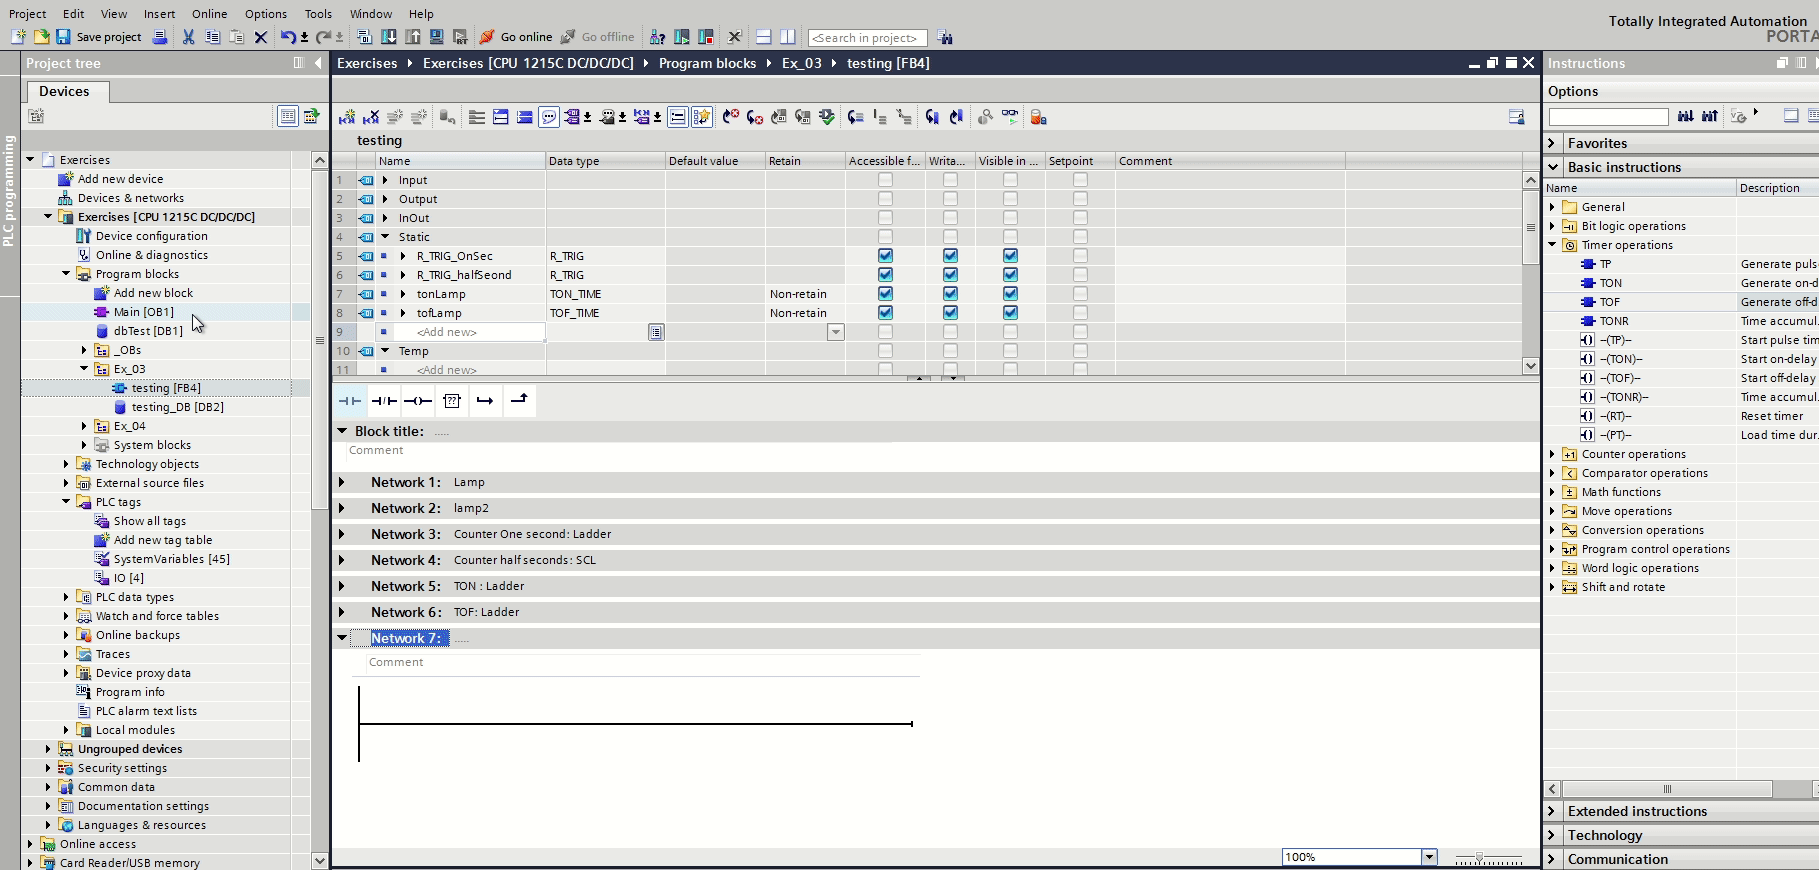 Project Edit View Insert Online Options Tools Window Help
Totally Integrated Automation
PORTA
Save project Go online Go offline <Search in project>
Project tree
Exercises Exercises [CPU 1215C DC/DC/DC] Program blocks Ex_03 testing [FB4]
Instructions
Devices
Options
PLC programming
testing
Name Data type Default value Retain Accessible f... Writa... Visible in ... Setpoint Comment
1 Input
2 Output
3 InOut
4 Static
5 R_TRIG_OnSec R_TRIG
6 R_TRIG_halfSeond R_TRIG
7 tonLamp TON_TIME Non-retain
8 tofLamp TOF_TIME Non-retain
9 <Add new>
10 Temp
11 <Add new>
Exercises
Add new device
Devices & networks
Exercises [CPU 1215C DC/DC/DC]
Device configuration
Online & diagnostics
Program blocks
Add new block
Main [OB1]
dbTest [DB1]
_OBs
Ex_03
testing [FB4]
testing_DB [DB2]
Ex_04
System blocks
Technology objects
External source files
PLC tags
Show all tags
Add new tag table
SystemVariables [45]
IO [4]
PLC data types
Watch and force tables
Online backups
Traces
Device proxy data
Program info
PLC alarm text lists
Local modules
Ungrouped devices
Security settings
Common data
Documentation settings
Languages & resources
Online access
Card Reader/USB memory
??
Block title: .....
Comment
Network 1: Lamp
Network 2: lamp2
Network 3: Counter One second: Ladder
Network 4: Counter half seconds: SCL
Network 5: TON : Ladder
Network 6: TOF: Ladder
Network 7: .....
Comment
100%
Favorites
Basic instructions
Name Description
General
Bit logic operations
Timer operations
TP Generate puls
TON Generate on-d
TOF Generate off-d
TONR Time accumul.
-(TP)- Start pulse tim
-(TON)- Start on-delay
-(TOF)- Start off-delay
-(TONR)- Time accumul.
-(RT)- Reset timer
-(PT)- Load time dur.
Counter operations
Comparator operations
Math functions
Move operations
Conversion operations
Program control operations
Word logic operations
Shift and rotate
Extended instructions
Technology
Communication